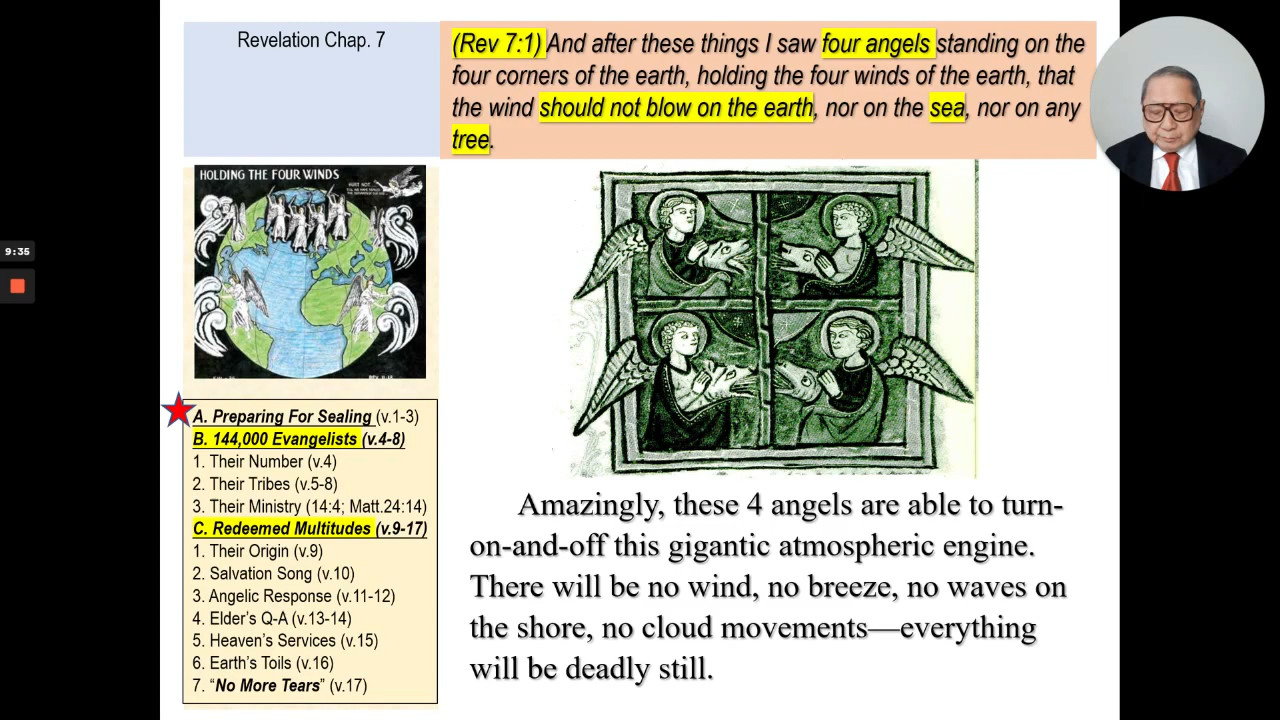 Revelation Chap. 7
(Rev 7:1) And after these things I saw four angels standing on the
four corners of the earth, holding the four winds of the earth, that
the wind should not blow on the earth, nor on the sea, nor on any
tree.
9:35
HOLDING THE FOUR WINDS
HURT NOT
A. Preparing For Sealing (v.1-3)
B. 144,000 Evangelists (v.4-8)
1. Their Number (v.4)
2. Their Tribes (v.5-8)
3. Their Ministry (14:4; Matt.24:14)
C. Redeemed Multitudes (v.9-17)
1. Their Origin (v.9)
2. Salvation Song (v.10)
3. Angelic Response (v.11-12)
4. Elder’s Q-A (v.13-14)
5. Heaven’s Services (v.15)
6. Earth’s Toils (v.16)
7. “No More Tears” (v.17)
Amazingly, these 4 angels are able to turn-
on-and-off this gigantic atmospheric engine.
There will be no wind, no breeze, no waves on
the shore, no cloud movements—everything
will be deadly still.